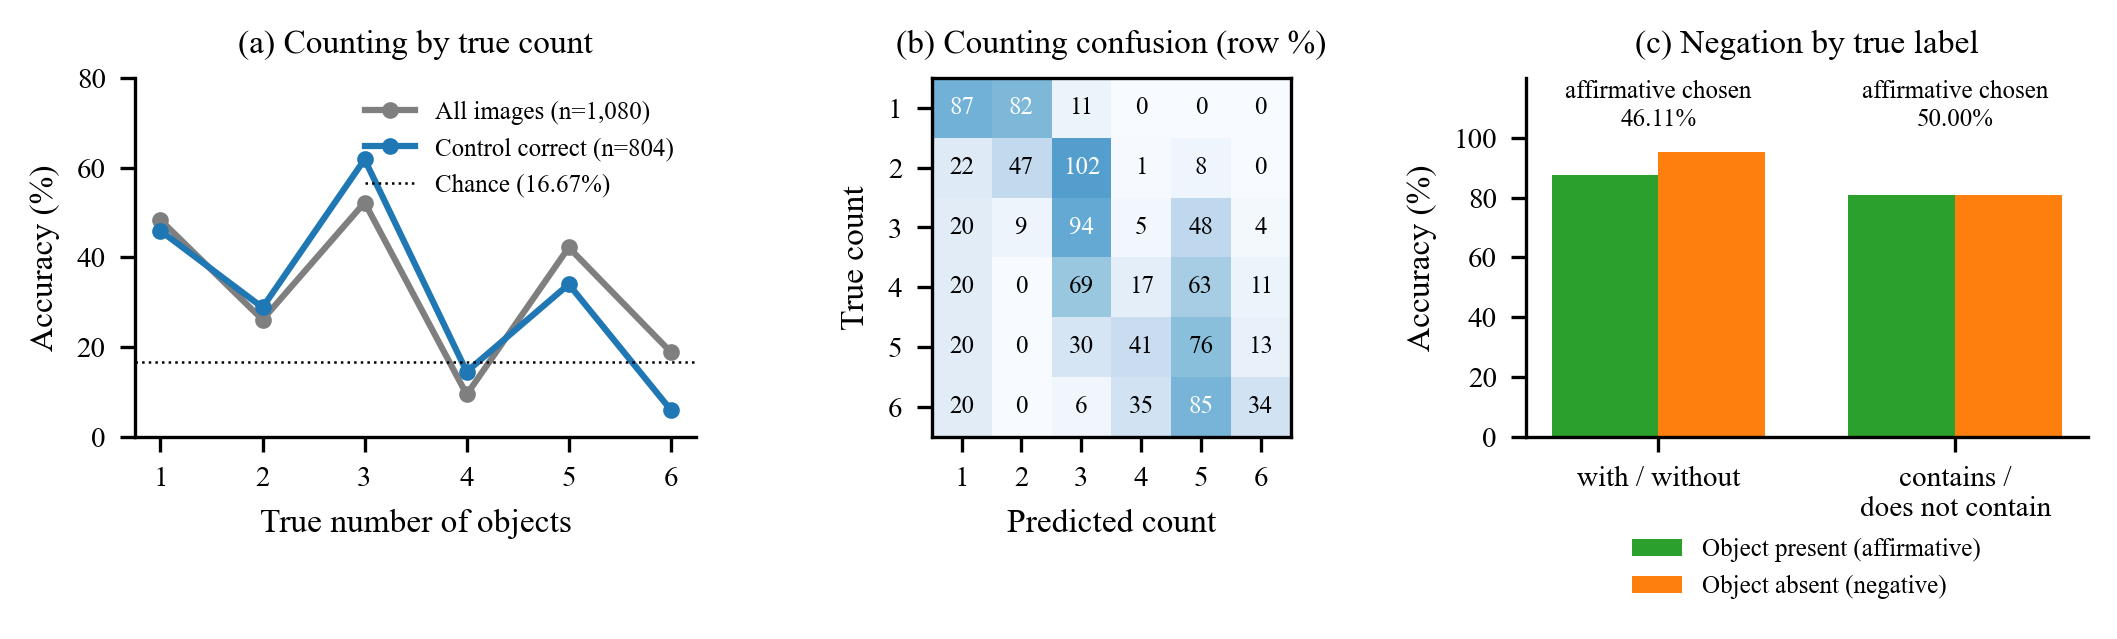 (a) Counting by true count
Accuracy (%)
80
60
40
20
0
All images (n=1,080)
Control correct (n=804)
Chance (16.67%)
1 2 3 4 5 6
True number of objects
(b) Counting confusion (row %)
True count
1 87 82 11 0 0 0
2 22 47 102 1 8 0
3 20 9 94 5 48 4
4 20 0 69 17 63 11
5 20 0 30 41 76 13
6 20 0 6 35 85 34
1 2 3 4 5 6
Predicted count
(c) Negation by true label
Accuracy (%)
100
80
60
40
20
0
affirmative chosen
46.11%
affirmative chosen
50.00%
with / without
contains /
does not contain
Object present (affirmative)
Object absent (negative)